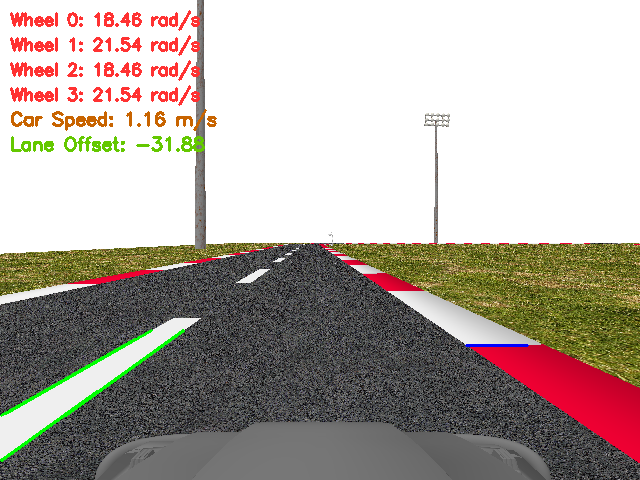 Wheel 0: 18.46 rad/s
Wheel 1: 21.54 rad/s
Wheel 2: 18.46 rad/s
Wheel 3: 21.54 rad/s
Car Speed: 1.16 m/s
Lane Offset: -31.88